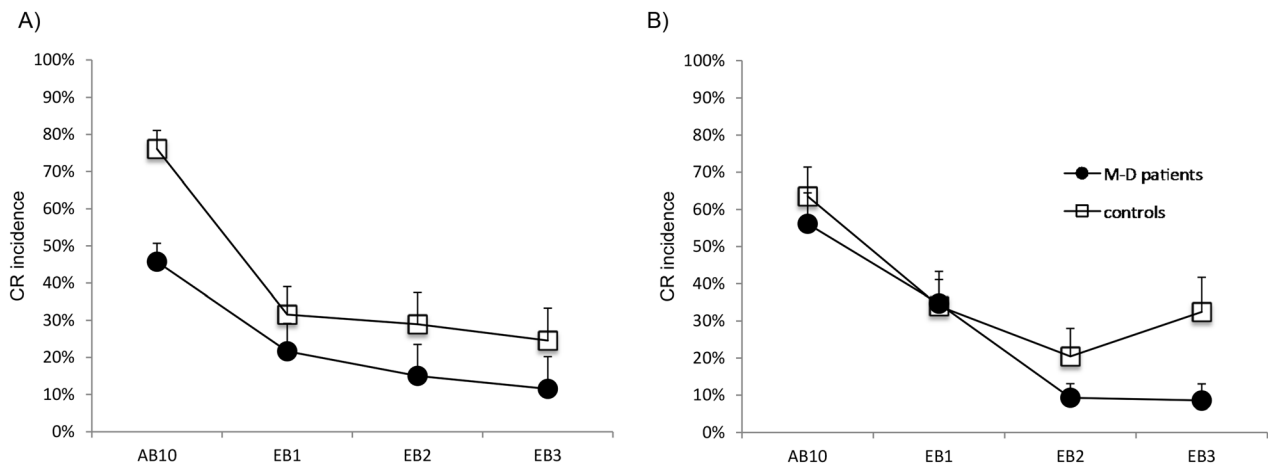 A)
100%
90%
80%
70%
60%
50%
40%
30%
20%
10%
0%
CR incidence
AB10 EB1 EB2 EB3
B)
100%
90%
80%
70%
60%
50%
40%
30%
20%
10%
0%
CR incidence
M-D patients
controls
AB10 EB1 EB2 EB3